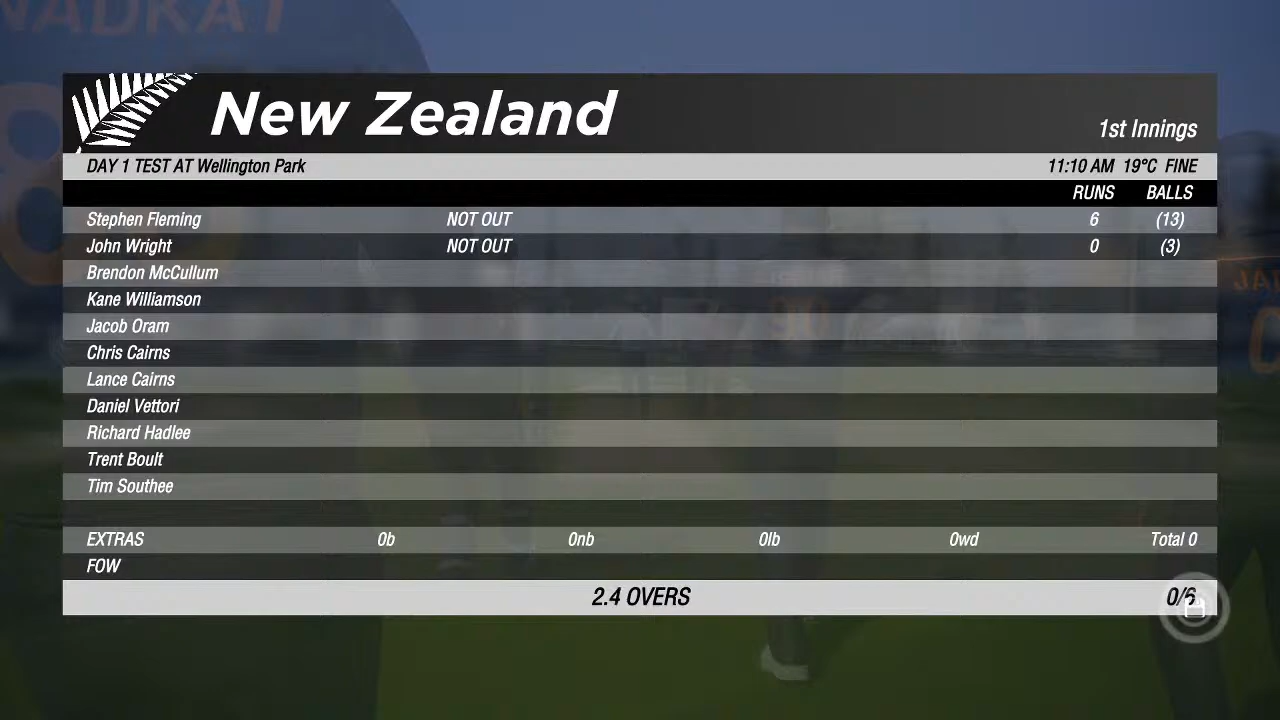 NADKAT
New Zealand
1st Innings
DAY 1 TEST AT Wellington Park 11:10 AM 19°C FINE
RUNS BALLS
Stephen Fleming NOT OUT 6 (13)
John Wright NOT OUT 0 (3)
Brendon McCullum
Kane Williamson
Jacob Oram
Chris Cairns
Lance Cairns
Daniel Vettori
Richard Hadlee
Trent Boult
Tim Southee
EXTRAS 0b 0nb 0lb 0wd Total 0
FOW
2.4 OVERS 0/6